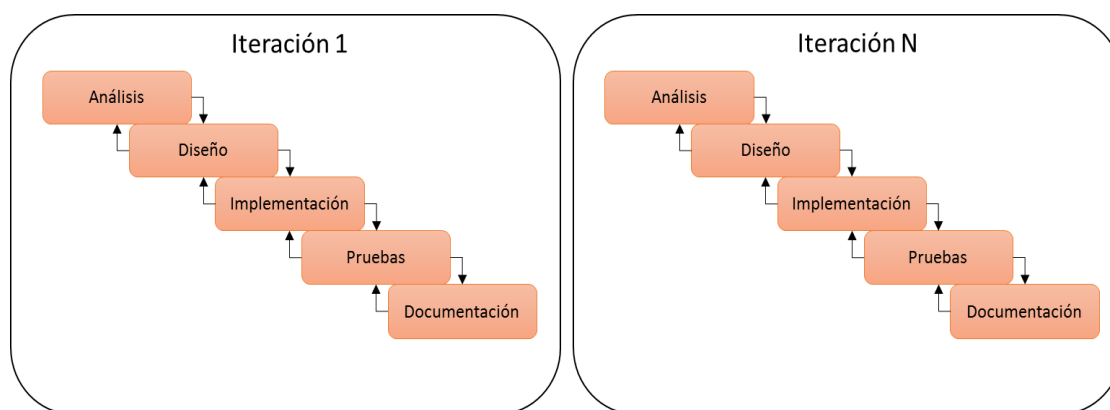 Iteración 1
Análisis
Diseño
Implementación
Pruebas
Documentación
Iteración N
Análisis
Diseño
Implementación
Pruebas
Documentación